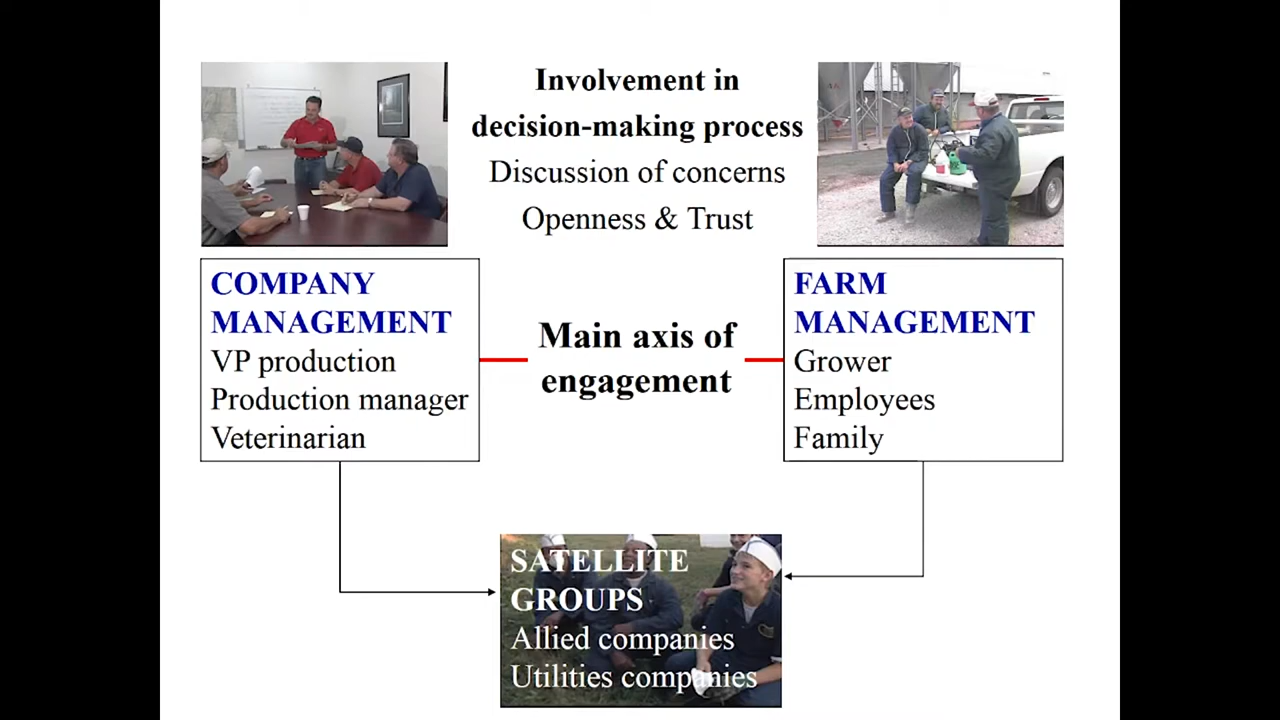 Involvement in
decision-making process
Discussion of concerns
Openness & Trust
COMPANY
MANAGEMENT
VP production
Production manager
Veterinarian
Main axis of
engagement
FARM
MANAGEMENT
Grower
Employees
Family
SATELLITE
GROUPS
Allied companies
Utilities companies